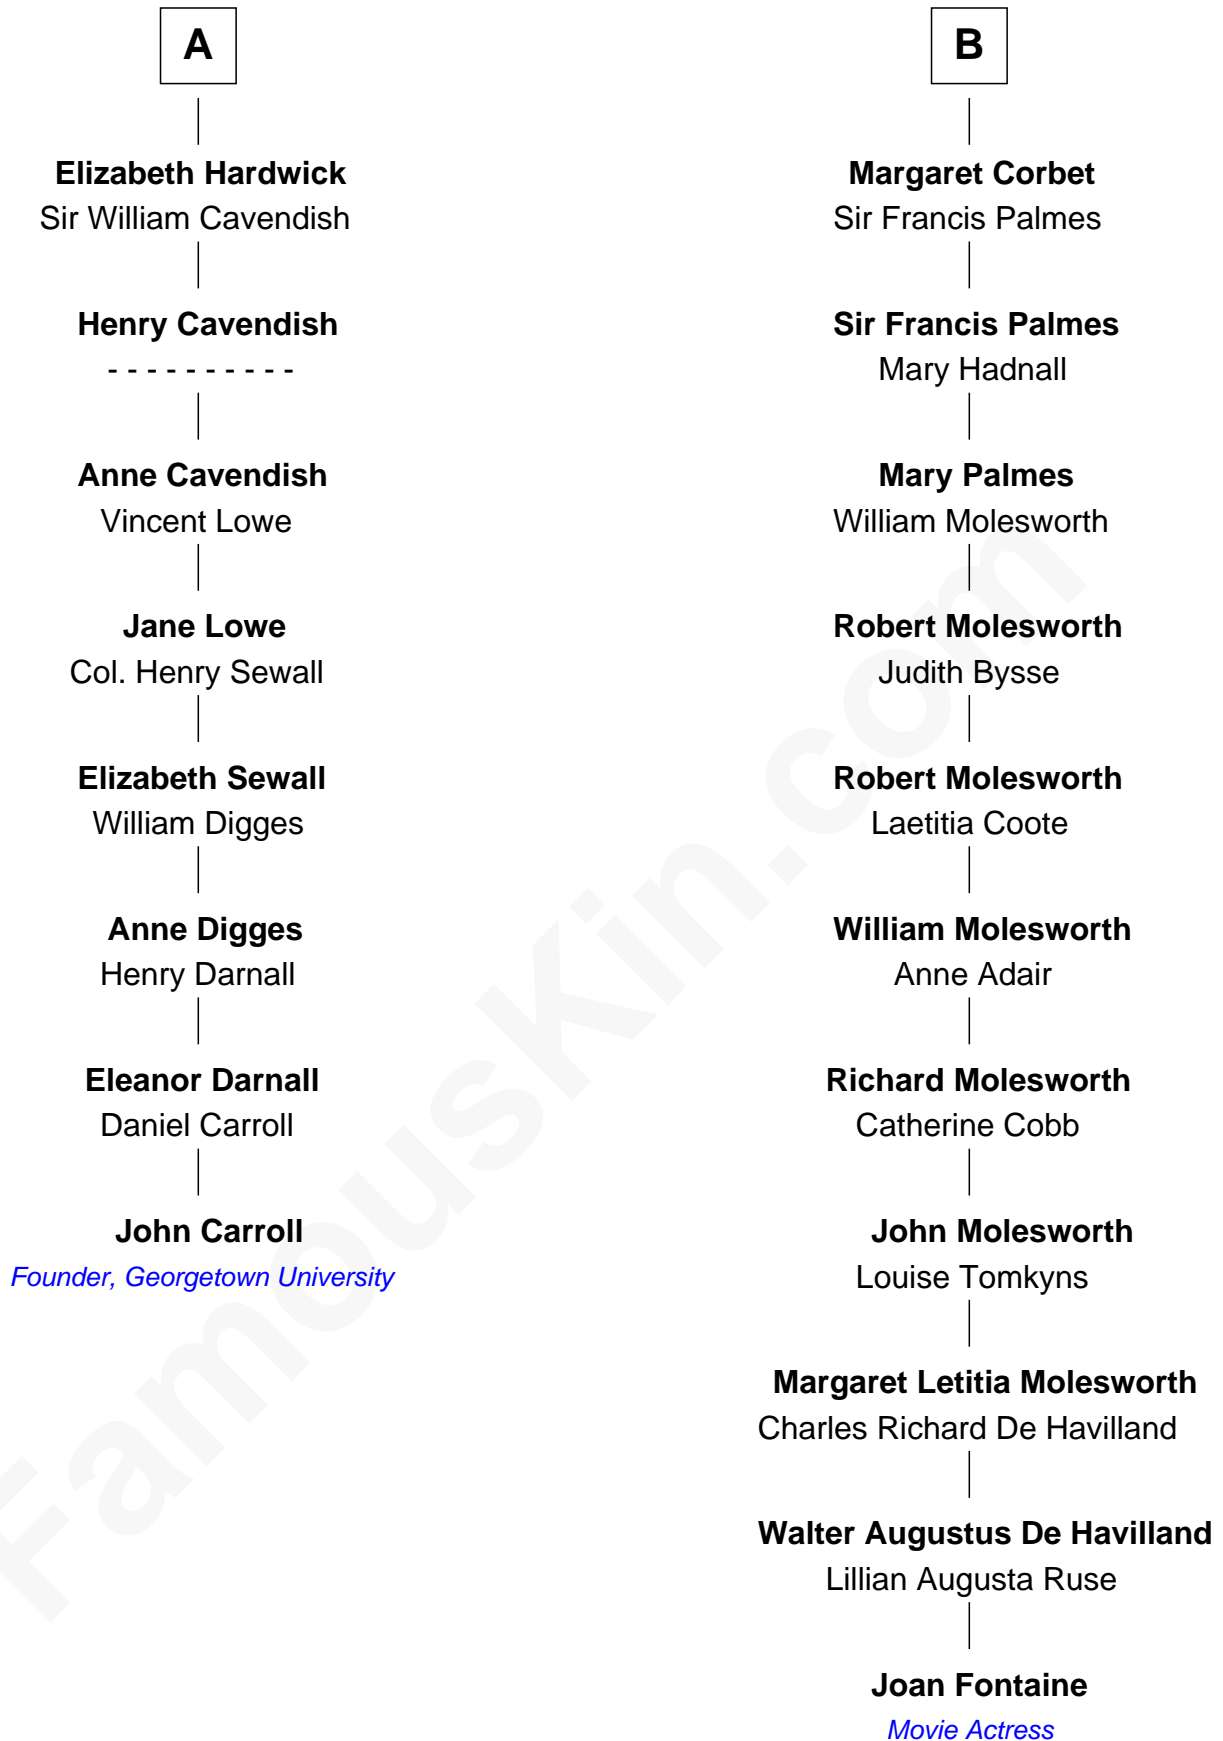 A
Elizabeth Hardwick
Sir William Cavendish
Henry Cavendish
- - - - - - - - - -
Anne Cavendish
Vincent Lowe
Jane Lowe
Col. Henry Sewall
Elizabeth Sewall
William Digges
Anne Digges
Henry Darnall
Eleanor Darnall
Daniel Carroll
John Carroll
Founder, Georgetown University
B
Margaret Corbet
Sir Francis Palmes
Sir Francis Palmes
Mary Hadnall
Mary Palmes
William Molesworth
Robert Molesworth
Judith Bysse
Robert Molesworth
Laetitia Coote
William Molesworth
Anne Adair
Richard Molesworth
Catherine Cobb
John Molesworth
Louise Tomkyns
Margaret Letitia Molesworth
Charles Richard De Havilland
Walter Augustus De Havilland
Lillian Augusta Ruse
Joan Fontaine
Movie Actress
FamousKin.com